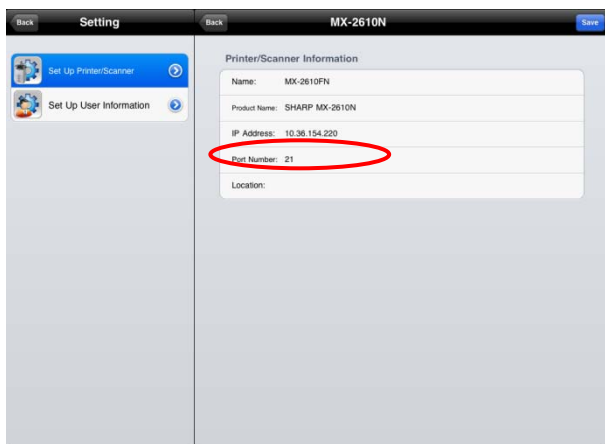 Back Setting
Back MX-2610N Save
Set Up Printer/Scanner
Set Up User Information
Printer/Scanner Information
Name: MX-2610FN
Product Name: SHARP MX-2610N
IP Address: 10.36.154.220
Port Number: 21
Location: